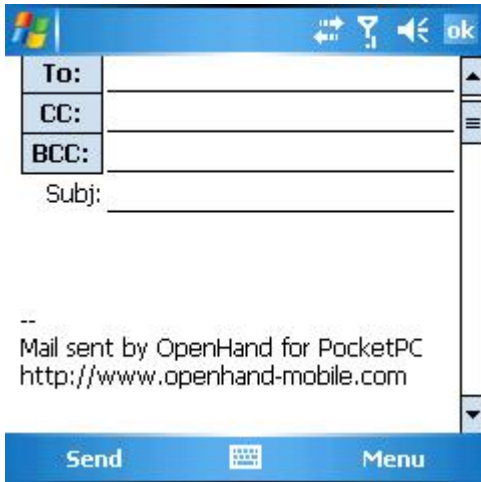 ok
To:
CC:
BCC:
Subj:
--
Mail sent by OpenHand for PocketPC
http://www.openhand-mobile.com
Send Menu